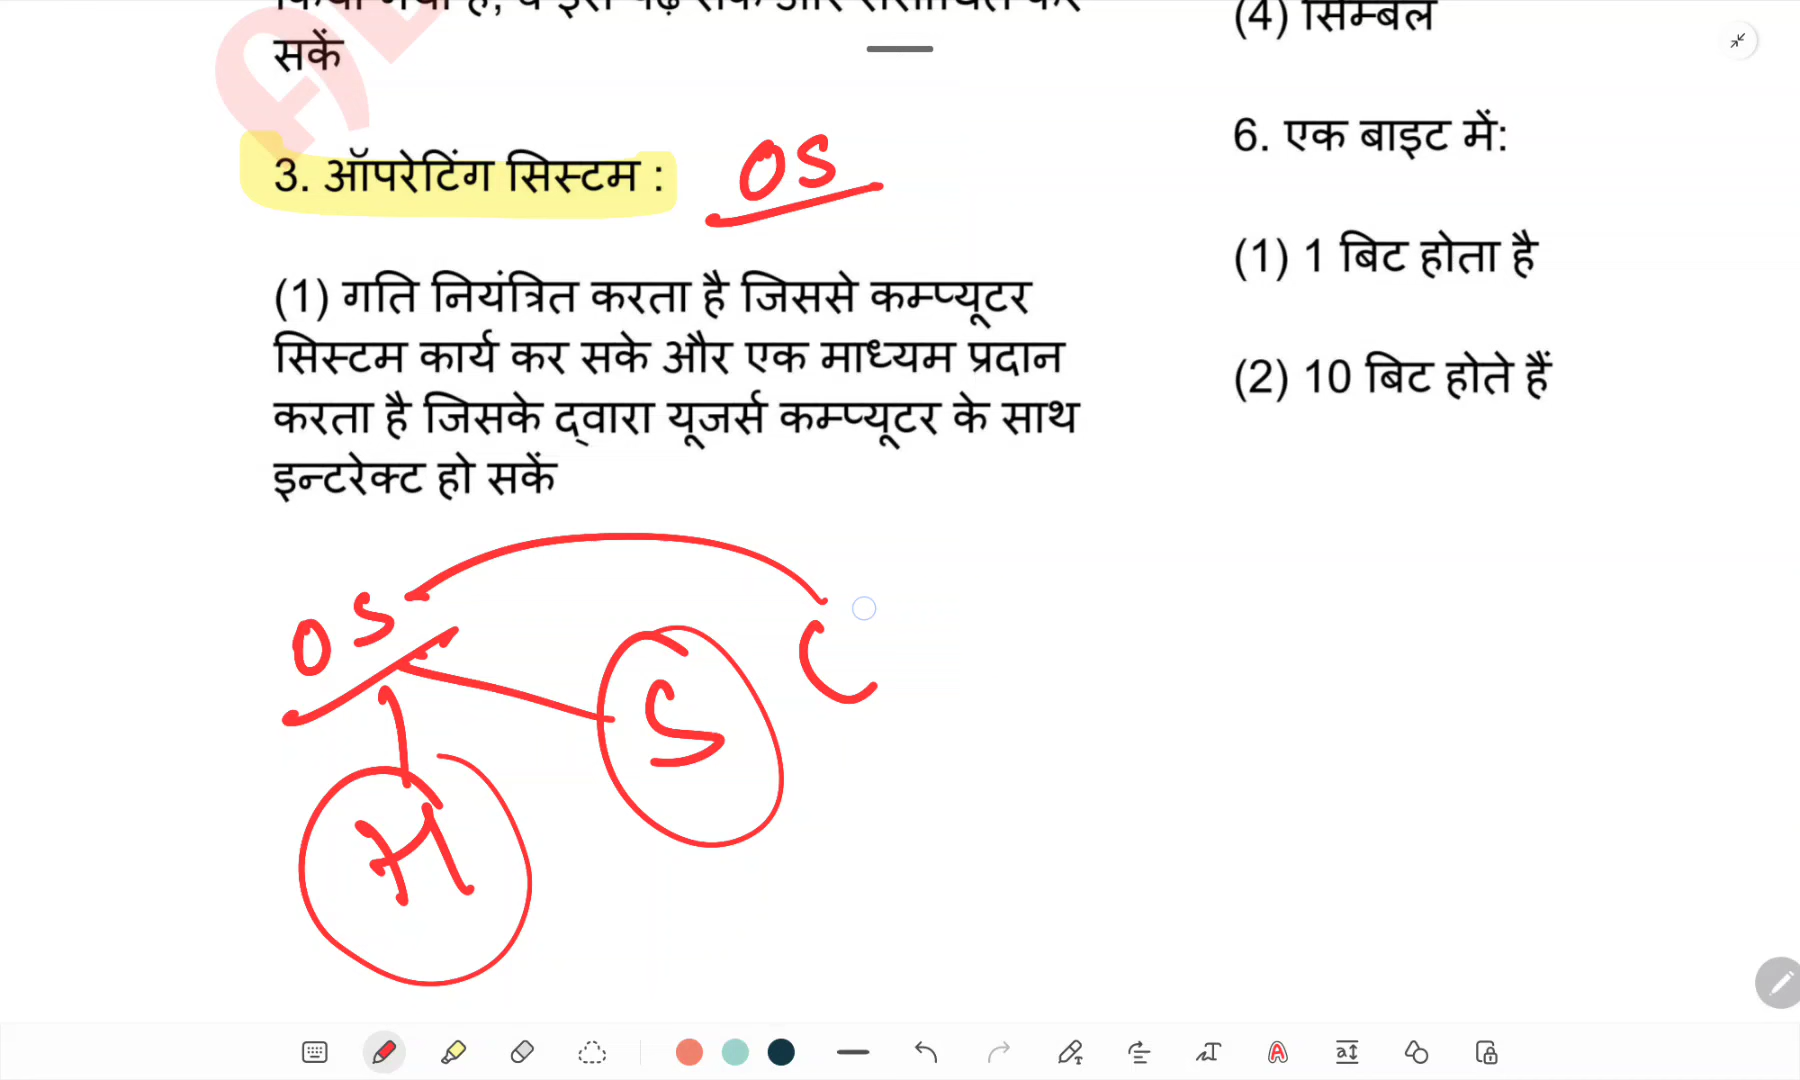 सकें
3. ऑपरेटिंग सिस्टम :
OS
(1) गति नियंत्रित करता है जिससे कम्प्यूटर
सिस्टम कार्य कर सके और एक माध्यम प्रदान
करता है जिसके द्वारा यूजर्स कम्प्यूटर के साथ
इन्टरेक्ट हो सकें
OS
S
C
H
(4) सिम्बल
6. एक बाइट में:
(1) 1 बिट होता है
(2) 10 बिट होते हैं